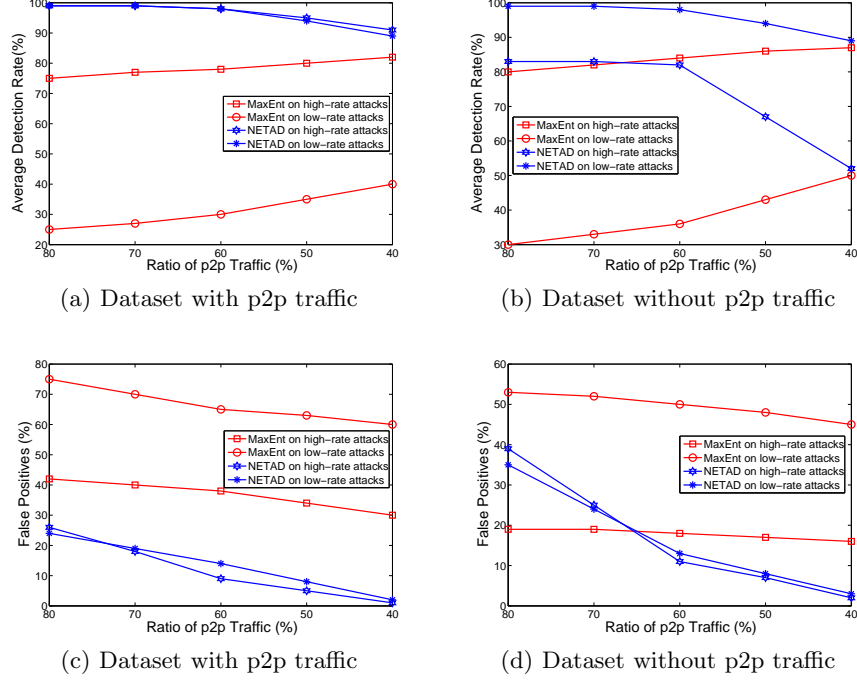 100
90
80
70
60
50
40
30
20
Average Detection Rate(%)
MaxEnt on high−rate attacks
MaxEnt on low−rate attacks
NETAD on high−rate attacks
NETAD on low−rate attacks
80 70 60 50 40
Ratio of p2p Traffic (%)
(a) Dataset with p2p traffic
100
90
80
70
60
50
40
30
Average Detection Rate(%)
MaxEnt on high−rate attacks
MaxEnt on low−rate attacks
NETAD on high−rate attacks
NETAD on low−rate attacks
80 70 60 50 40
Ratio of p2p Traffic (%)
(b) Dataset without p2p traffic
80
70
60
50
40
30
20
10
0
False Positives (%)
MaxEnt on high−rate attacks
MaxEnt on low−rate attacks
NETAD on high−rate attacks
NETAD on low−rate attacks
80 70 60 50 40
Ratio of p2p Traffic (%)
(c) Dataset with p2p traffic
60
50
40
30
20
10
0
False Positives (%)
MaxEnt on high−rate attacks
MaxEnt on low−rate attacks
NETAD on high−rate attacks
NETAD on low−rate attacks
80 70 60 50 40
Ratio of p2p Traffic (%)
(d) Dataset without p2p traffic